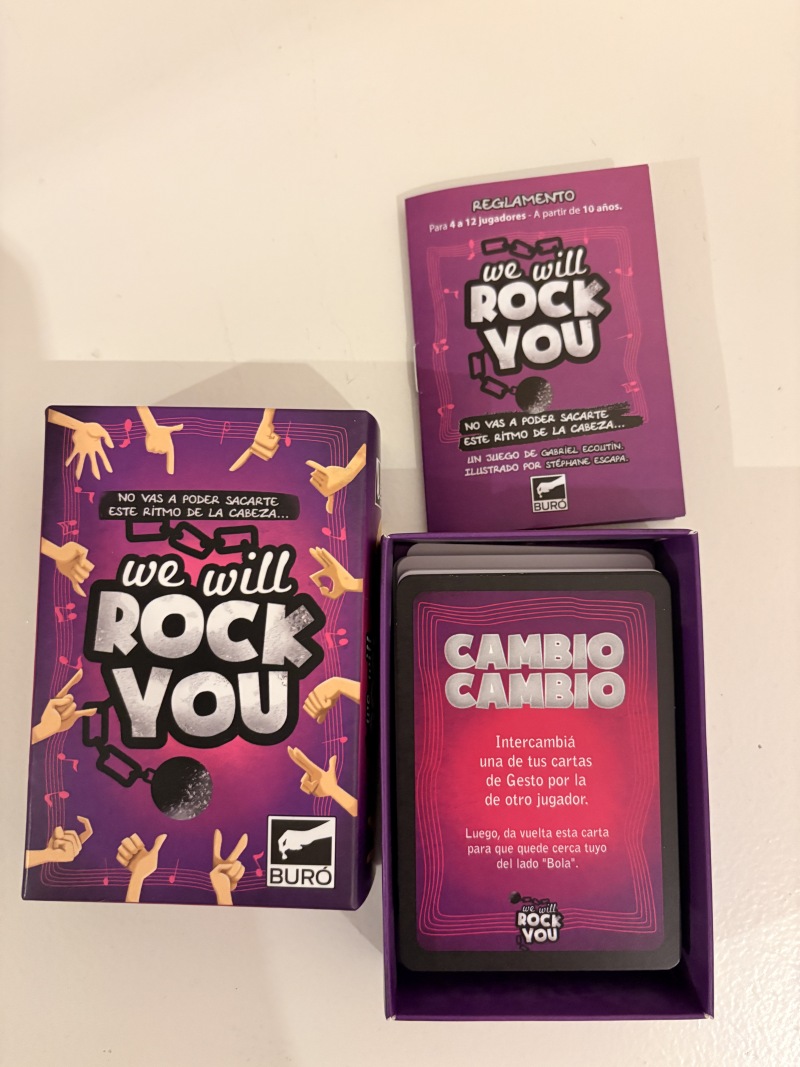 REGLAMENTO
Para 4 a 12 jugadores - A partir de 10 años.
we will
ROCK
YOU
NO VAS A PODER SACARTE
ESTE RITMO DE LA CABEZA...
UN JUEGO DE GABRIEL ECOUTIN.
ILUSTRADO POR STÉPHANE ESCAPA.
BURÓ
NO VAS A PODER SACARTE
ESTE RITMO DE LA CABEZA...
we will
ROCK
YOU
BURÓ
CAMBIO
CAMBIO
Intercambiá
una de tus cartas
de Gesto por la
de otro jugador.
Luego, da vuelta esta carta
para que quede cerca tuyo
del lado "Bola".
we will
ROCK
YOU